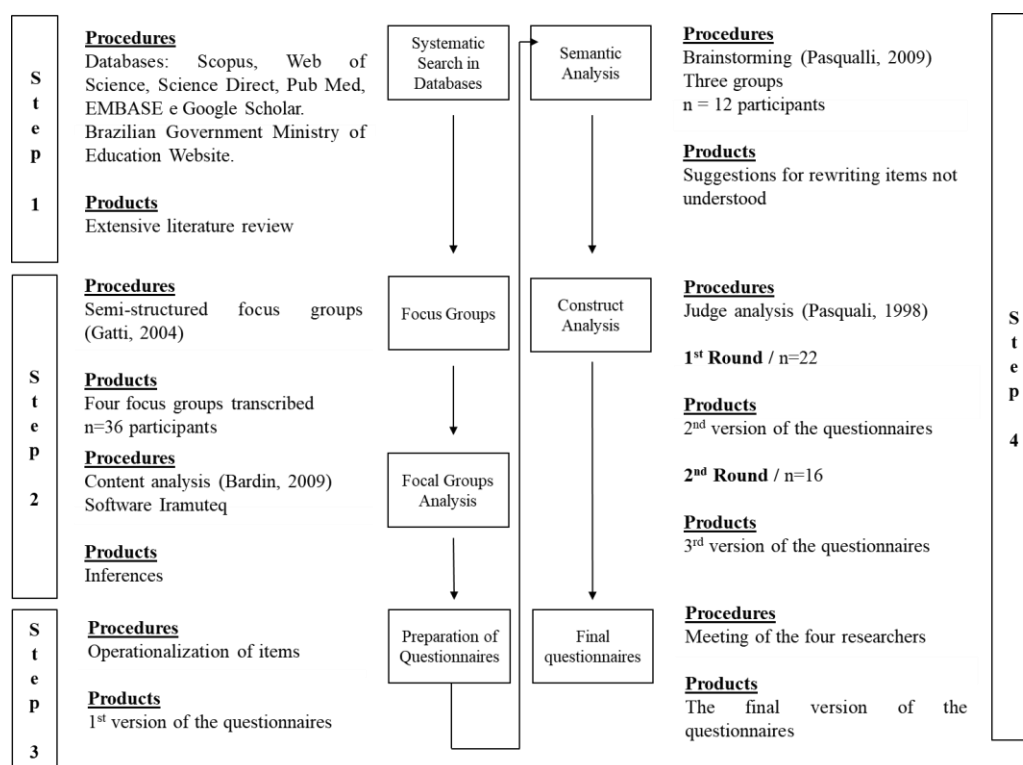 Step 1
Procedures
Databases: Scopus, Web of
Science, Science Direct, Pub Med,
EMBASE e Google Scholar.
Brazilian Government Ministry of
Education Website.
Products
Extensive literature review
Systematic
Search in
Databases
Step 2
Procedures
Semi-structured focus groups
(Gatti, 2004)
Products
Four focus groups transcribed
n=36 participants
Focus Groups
Procedures
Content analysis (Bardin, 2009)
Software Iramuteq
Products
Inferences
Focal Groups
Analysis
Step 3
Procedures
Operationalization of items
Products
1st version of the questionnaires
Preparation of
Questionnaires
Semantic
Analysis
Procedures
Brainstorming (Pasqualli, 2009)
Three groups
n = 12 participants
Products
Suggestions for rewriting items not
understood
Construct
Analysis
Procedures
Judge analysis (Pasquali, 1998)
1st Round / n=22
Products
2nd version of the questionnaires
2nd Round / n=16
Products
3rd version of the questionnaires
Final
questionnaires
Procedures
Meeting of the four researchers
Products
The final version of the
questionnaires
Step 4